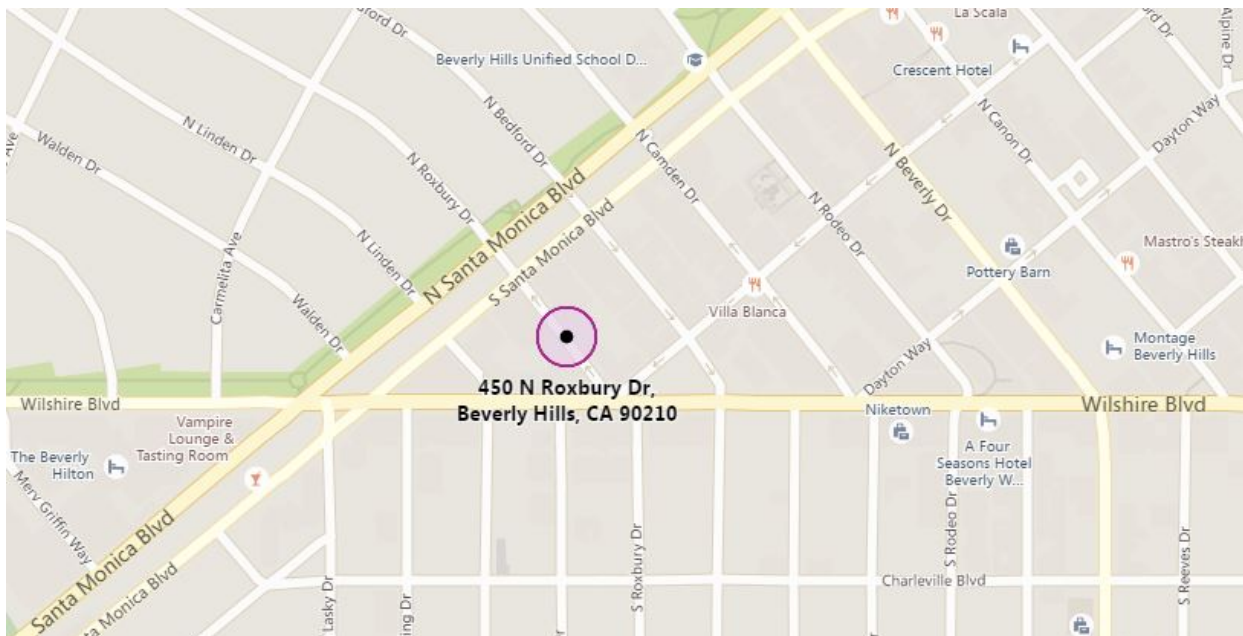 La Scala
Alpine Dr
Beverly Hills Unified School D...
Crescent Hotel
N Bedford Dr
N Camden Dr
N Canon Dr
Dayton Way
N Linden Dr
Walden Dr
N Roxbury Dr
N Beverly Dr
N Rodeo Dr
N Santa Monica Blvd
S Santa Monica Blvd
Carmelita Ave
N Linden Dr
Walden Dr
Mastro's Steakh
Pottery Barn
Villa Blanca
Montage
Beverly Hills
Dayton Way
450 N Roxbury Dr,
Beverly Hills, CA 90210
Wilshire Blvd
Wilshire Blvd
Niketown
Vampire
Lounge &
Tasting Room
The Beverly
Hilton
A Four
Seasons Hotel
Beverly W...
Merv Griffin Way
Santa Monica Blvd
Monica Blvd
Lasky Dr
S Roxbury Dr
S Rodeo Dr
S Reeves Dr
Charleville Blvd